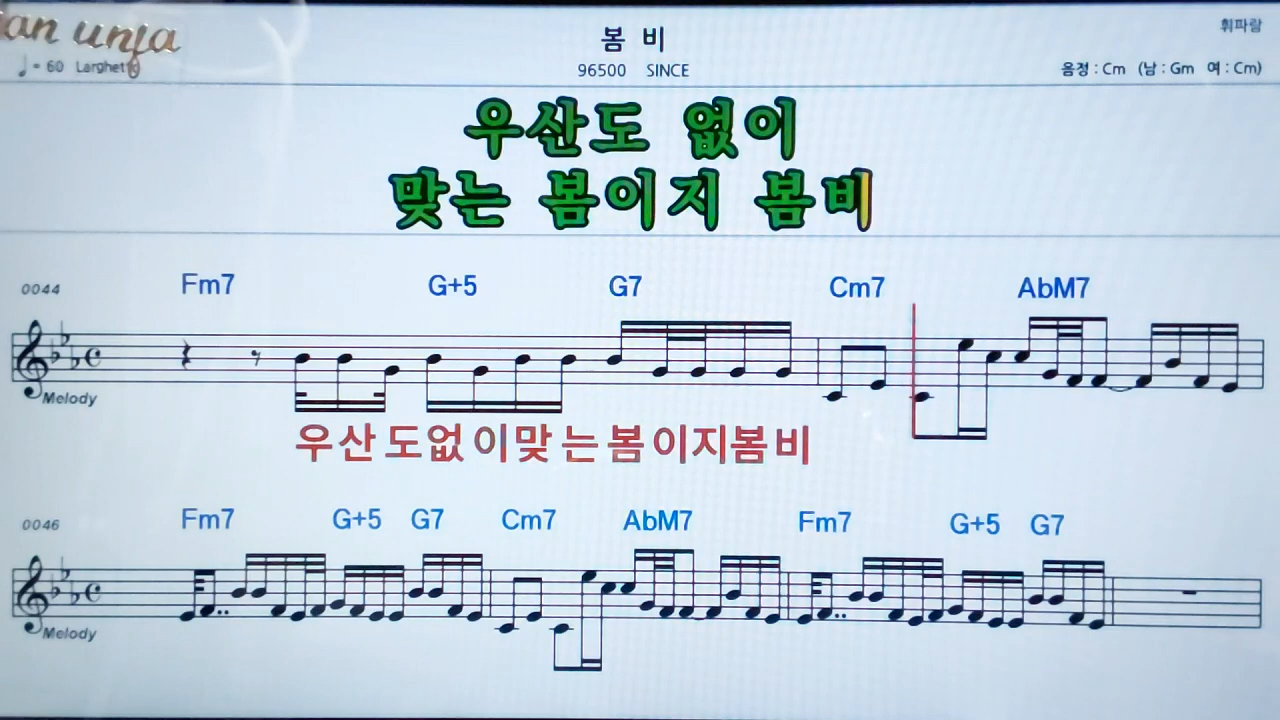 봄 비
휘파람
♩= 60 Larghetto
96500 SINCE
음정 : Cm (남 : Gm 여 : Cm)
우산도 없이
맞는 봄이지 봄비
0044 Fm7 G+5 G7 Cm7 AbM7
Melody
우산도없이맞는봄이지봄비
0046 Fm7 G+5 G7 Cm7 AbM7 Fm7 G+5 G7
Melody